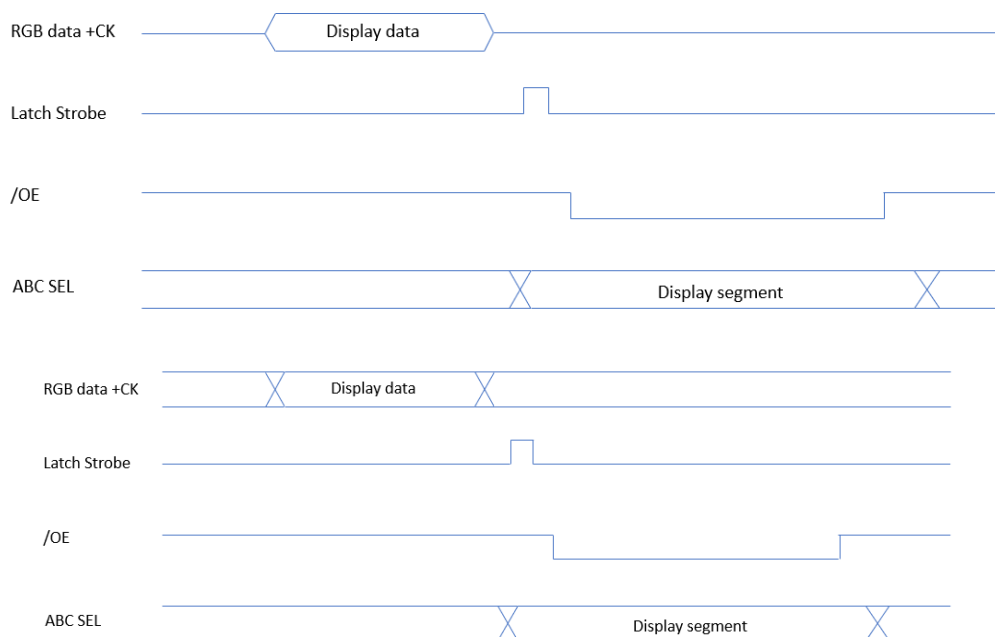 RGB data +CK
Display data
Latch Strobe
/OE
ABC SEL
Display segment
RGB data +CK
Display data
Latch Strobe
/OE
ABC SEL
Display segment